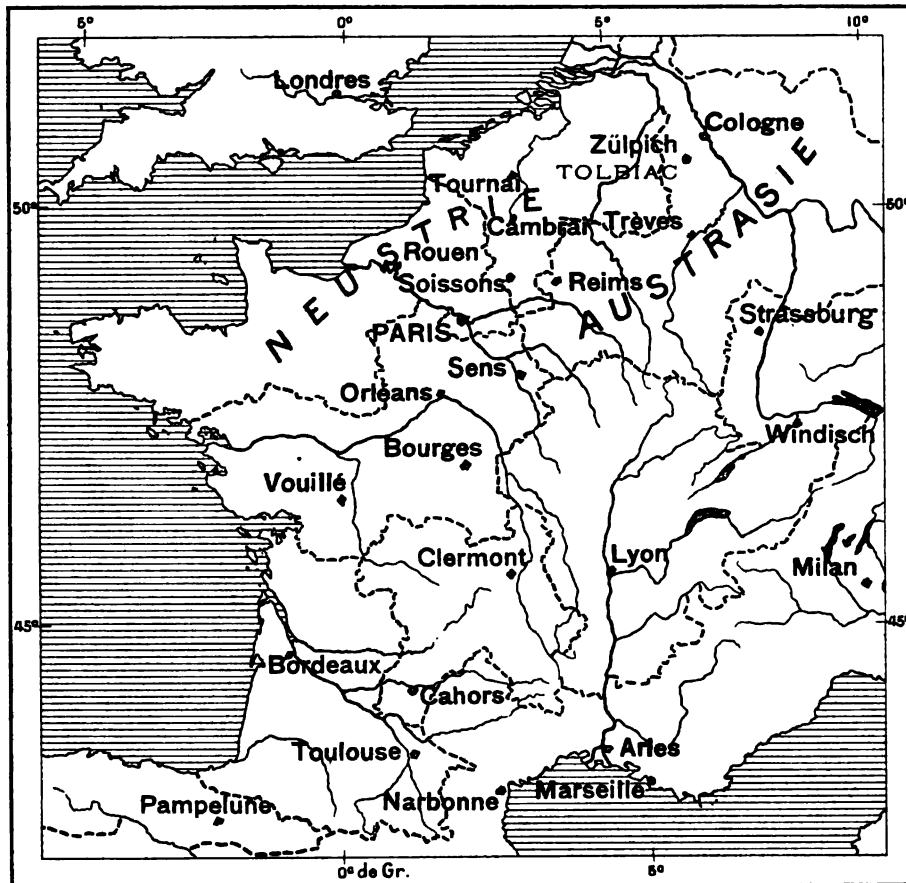 5° 0° 5° 10°
Londres
Cologne
Zülpich
TOLBIAC
Tournai
50° 50°
Cambrai
Trèves
NEUSTRIE
AUSTRASIE
Rouen
Soissons
Reims
PARIS
Strassburg
Sens
Orléans
Windisch
Bourges
Vouillé
Clermont
Lyon
Milan
45° 45°
Bordeaux
Cahors
Toulouse
Arles
Marseille
Narbonne
Pampelune
0° de Gr. 5°